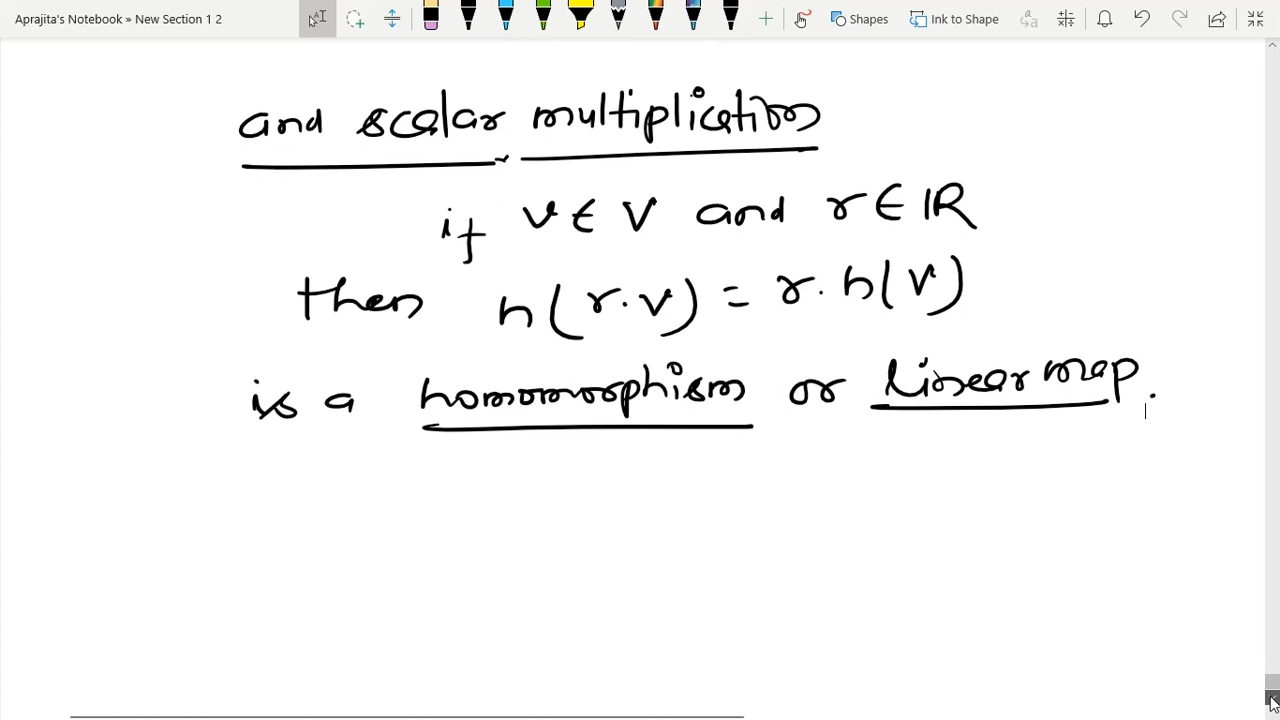 Aprajita's Notebook » New Section 1 2
Shapes
Ink to Shape
and scalar multiplication
if v ∈ V and r ∈ ℝ
then h(r.v) = r.h(v)
is a homomorphism or linear map.